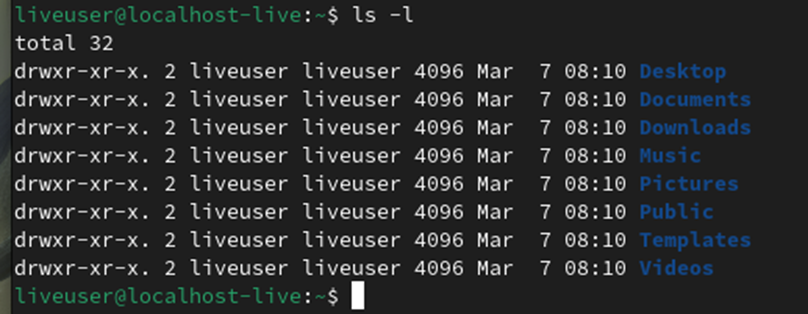 liveuser@localhost-live:~$ ls -l
total 32
drwxr-xr-x. 2 liveuser liveuser 4096 Mar  7 08:10 Desktop
drwxr-xr-x. 2 liveuser liveuser 4096 Mar  7 08:10 Documents
drwxr-xr-x. 2 liveuser liveuser 4096 Mar  7 08:10 Downloads
drwxr-xr-x. 2 liveuser liveuser 4096 Mar  7 08:10 Music
drwxr-xr-x. 2 liveuser liveuser 4096 Mar  7 08:10 Pictures
drwxr-xr-x. 2 liveuser liveuser 4096 Mar  7 08:10 Public
drwxr-xr-x. 2 liveuser liveuser 4096 Mar  7 08:10 Templates
drwxr-xr-x. 2 liveuser liveuser 4096 Mar  7 08:10 Videos
liveuser@localhost-live:~$